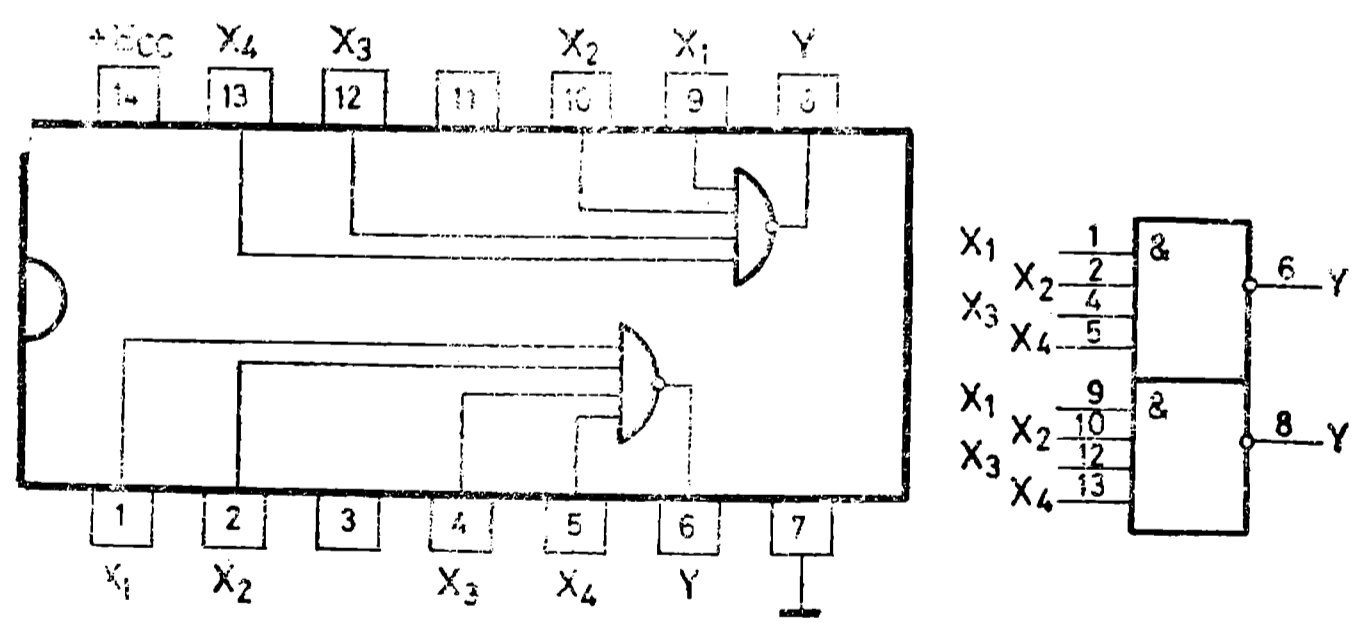 +Ucc X4 X3 X2 X1 Y
14 13 12 11 10 9 8
1 2 3 4 5 6 7
X1 X2 X3 X4 Y
X1 1 & 6 Y
X2 2
X3 4
X4 5
X1 9 & 8 Y
X2 10
X3 12
X4 13